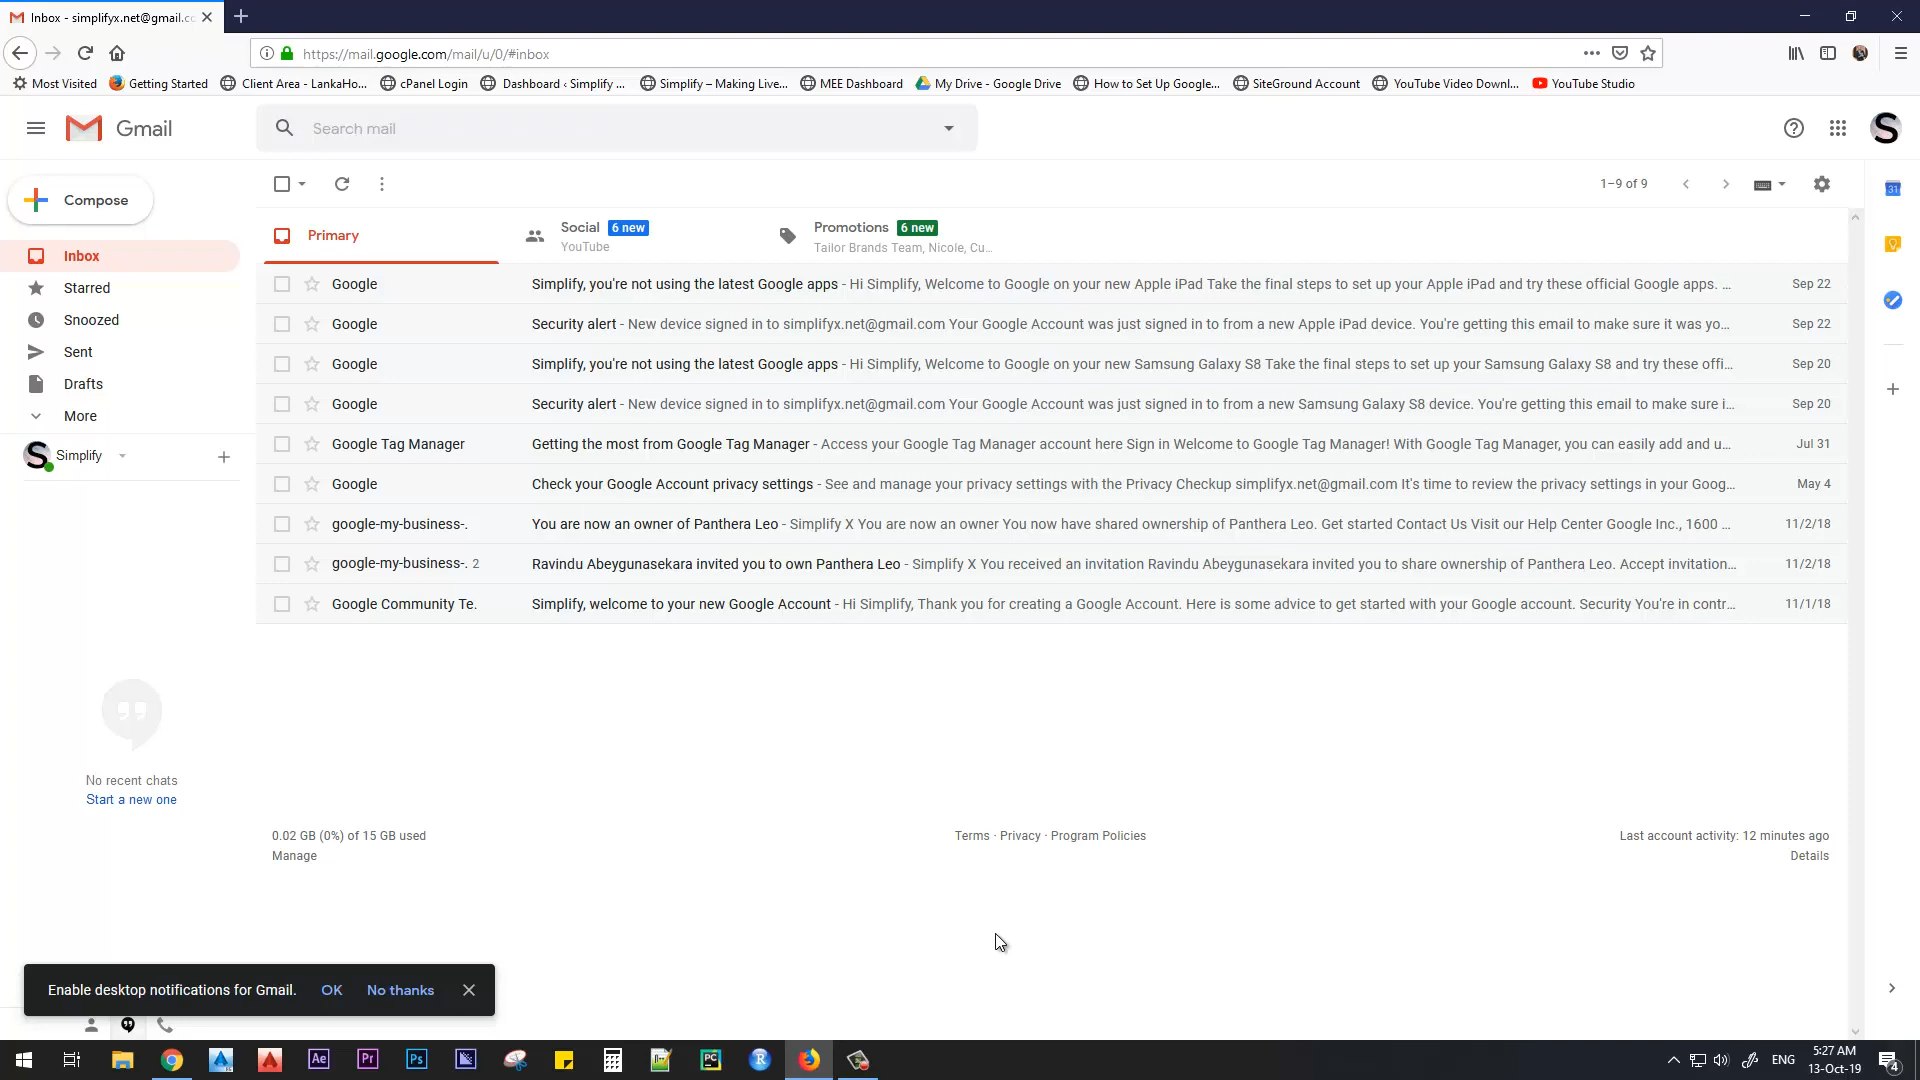 Inbox - simplifyx.net@gmail.co
https://mail.google.com/mail/u/0/#inbox
Most Visited
Getting Started
Client Area - LankaHo...
cPanel Login
Dashboard ‹ Simplify ...
Simplify – Making Live...
MEE Dashboard
My Drive - Google Drive
How to Set Up Google...
SiteGround Account
YouTube Video Downl...
YouTube Studio
Gmail
Search mail
Compose
1–9 of 9
Primary
Social 6 new
YouTube
Promotions 6 new
Tailor Brands Team, Nicole, Cu...
Inbox
Starred
Snoozed
Sent
Drafts
More
Simplify
Google Simplify, you're not using the latest Google apps - Hi Simplify, Welcome to Google on your new Apple iPad Take the final steps to set up your Apple iPad and try these official Google apps. ... Sep 22
Google Security alert - New device signed in to simplifyx.net@gmail.com Your Google Account was just signed in to from a new Apple iPad device. You're getting this email to make sure it was yo... Sep 22
Google Simplify, you're not using the latest Google apps - Hi Simplify, Welcome to Google on your new Samsung Galaxy S8 Take the final steps to set up your Samsung Galaxy S8 and try these offi... Sep 20
Google Security alert - New device signed in to simplifyx.net@gmail.com Your Google Account was just signed in to from a new Samsung Galaxy S8 device. You're getting this email to make sure i... Sep 20
Google Tag Manager Getting the most from Google Tag Manager - Access your Google Tag Manager account here Sign in Welcome to Google Tag Manager! With Google Tag Manager, you can easily add and u... Jul 31
Google Check your Google Account privacy settings - See and manage your privacy settings with the Privacy Checkup simplifyx.net@gmail.com It's time to review the privacy settings in your Goog... May 4
google-my-business-. You are now an owner of Panthera Leo - Simplify X You are now an owner You now have shared ownership of Panthera Leo. Get started Contact Us Visit our Help Center Google Inc., 1600 ... 11/2/18
google-my-business-. 2 Ravindu Abeygunasekara invited you to own Panthera Leo - Simplify X You received an invitation Ravindu Abeygunasekara invited you to share ownership of Panthera Leo. Accept invitation... 11/2/18
Google Community Te. Simplify, welcome to your new Google Account - Hi Simplify, Thank you for creating a Google Account. Here is some advice to get started with your Google account. Security You're in contr... 11/1/18
No recent chats
Start a new one
0.02 GB (0%) of 15 GB used
Manage
Terms · Privacy · Program Policies
Last account activity: 12 minutes ago
Details
Enable desktop notifications for Gmail. OK No thanks
31
S
S
Ae
Pr
Ps
PC
R
ENG
5:27 AM
13-Oct-19
4